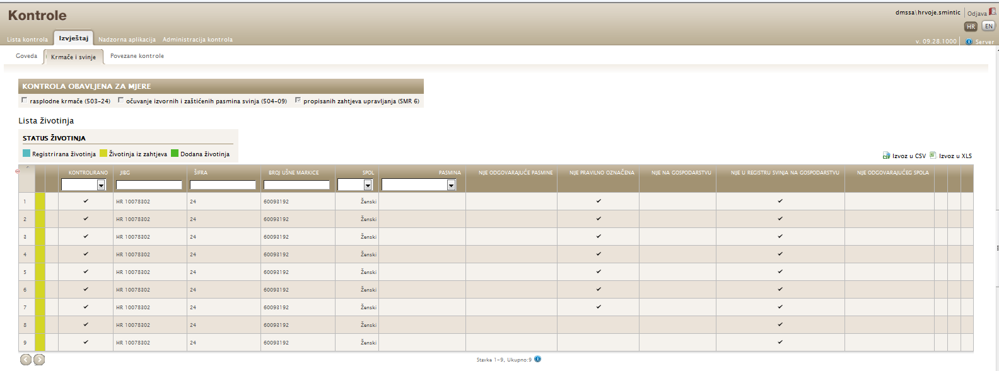 Kontrole
dmssa\hrvoje.smintic Odjava
HR EN
Lista kontrola Izvještaj Nadzorna aplikacija Administracija kontrola
v. 09.28.1000 Server
Goveda Krmače i svinje Povezane kontrole
KONTROLA OBAVLJENA ZA MJERE
rasplodne krmače (503-24) očuvanje izvornih i zaštićenih pasmina svinja (504-09) propisanih zahtjeva upravljanja (SMR 6)
Lista životinja
STATUS ŽIVOTINJA
Registrirana životinja Životinja iz zahtjeva Dodana životinja
Izvoz u CSV Izvoz u XLS
KONTROLIRANO JIBG ŠIFRA BROJ UŠNE MARKICE SPOL PASMINA NIJE ODGOVARAJUĆE PASMINE NIJE PRAVILNO OZNAČENA NIJE NA GOSPODARSTVU NIJE U REGISTRU SVINJA NA GOSPODARSTVU NIJE ODGOVARAJUĆEG SPOLA
1 HR 10078302 24 60093192 Ženski
2 HR 10078302 24 60093192 Ženski
3 HR 10078302 24 60093192 Ženski
4 HR 10078302 24 60093192 Ženski
5 HR 10078302 24 60093192 Ženski
6 HR 10078302 24 60093192 Ženski
7 HR 10078302 24 60093192 Ženski
8 HR 10078302 24 60093192 Ženski
9 HR 10078302 24 60093192 Ženski
Stavke 1-9, Ukupno:9